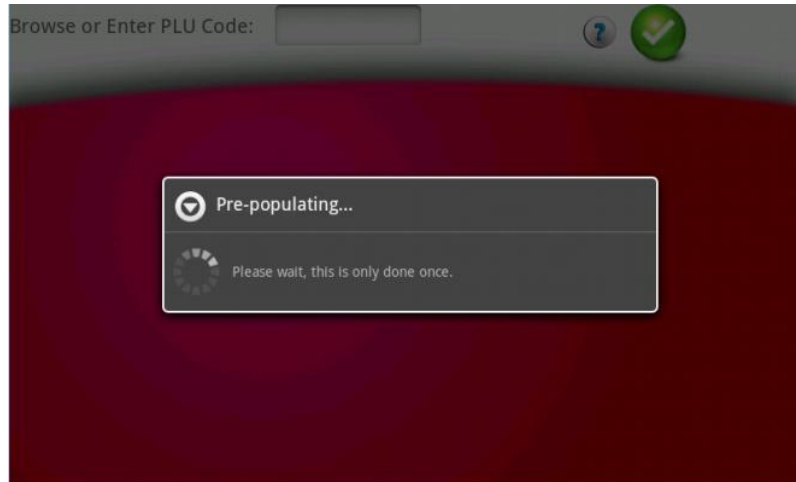 Browse or Enter PLU Code:
?
Pre-populating...
Please wait, this is only done once.